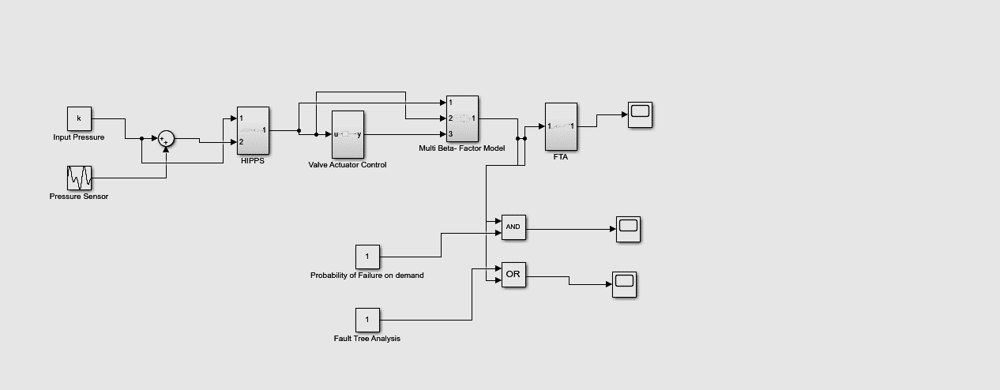 k
Input Pressure
+
+
Pressure Sensor
1
2
1
HIPPS
u
y
Valve Actuator Control
1
2
3
1
Multi Beta- Factor Model
1
1
FTA
AND
1
Probability of Failure on demand
OR
1
Fault Tree Analysis